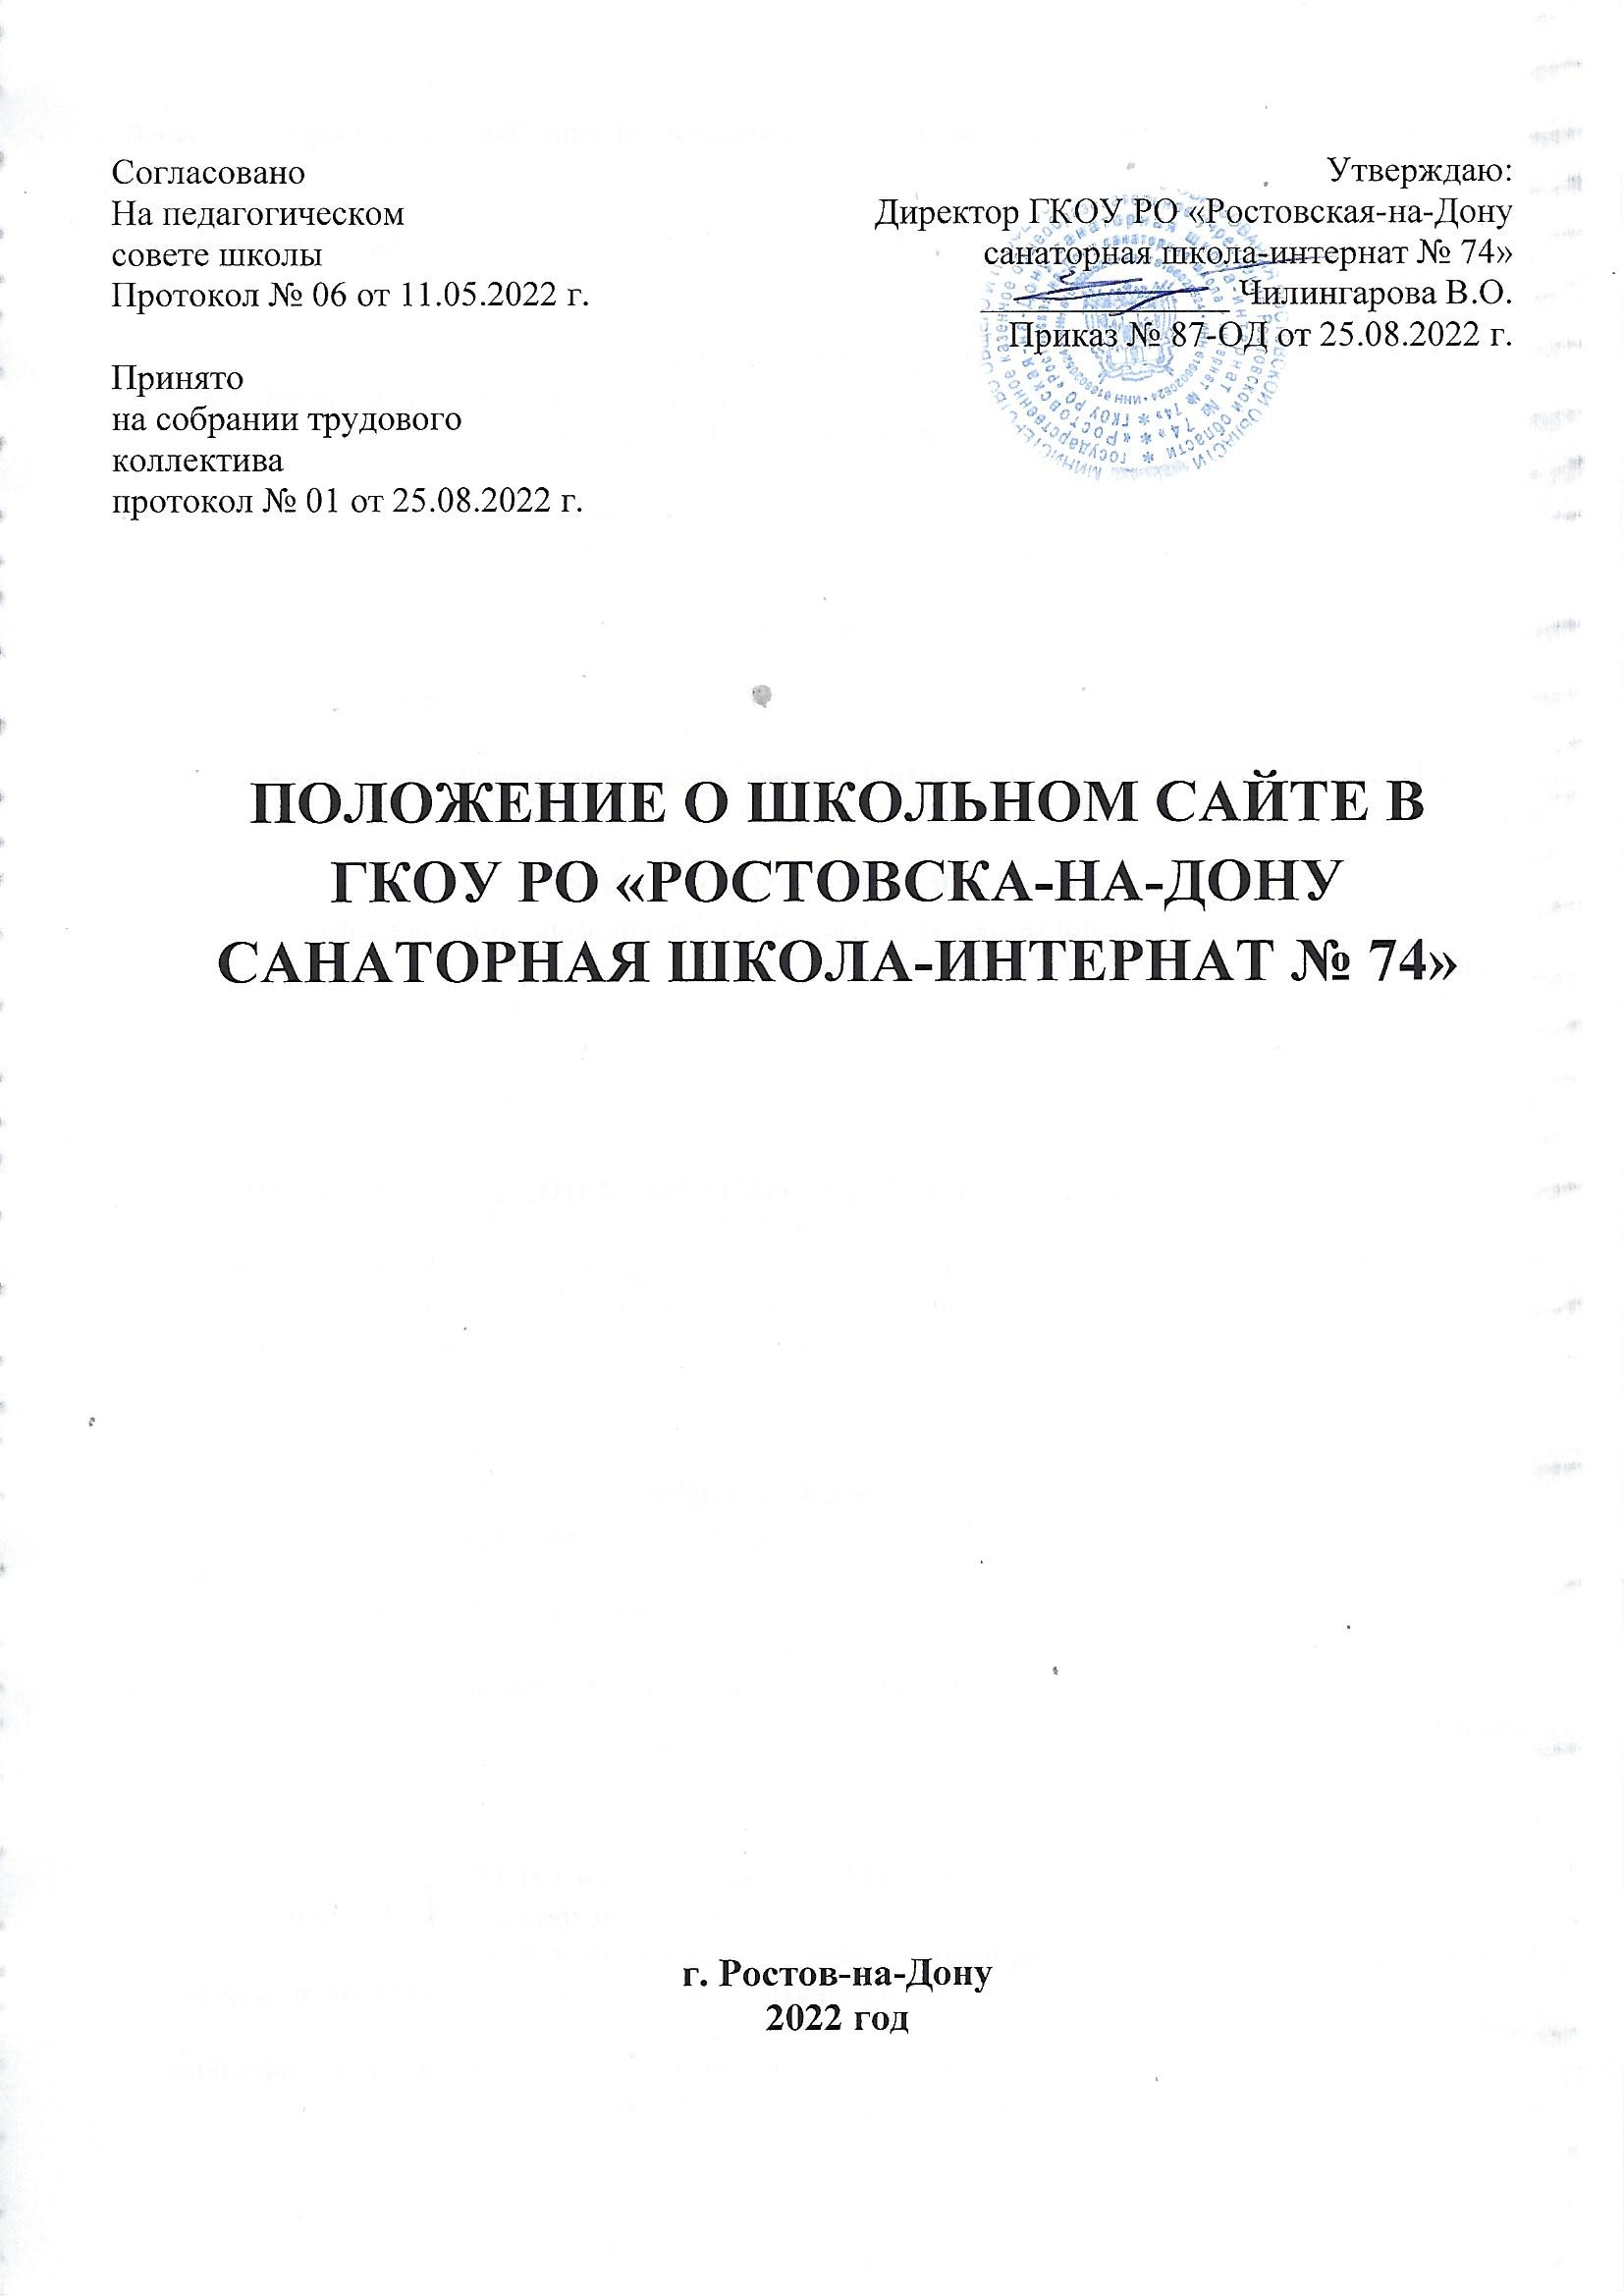 Согласовано
На педагогическом
совете школы
Протокол № 06 от 11.05.2022 г.
Принято
на собрании трудового
коллектива
протокол № 01 от 25.08.2022 г.
Утверждаю:
Директор ГКОУ РО «Ростовская-на-Дону
санаторная школа-интернат № 74»
Чилингарова В.О.
Приказ № 87-ОД от 25.08.2022 г.
ПОЛОЖЕНИЕ О ШКОЛЬНОМ САЙТЕ В
ГКОУ РО «РОСТОВСКА-НА-ДОНУ
САНАТОРНАЯ ШКОЛА-ИНТЕРНАТ № 74»
г. Ростов-на-Дону
2022 год